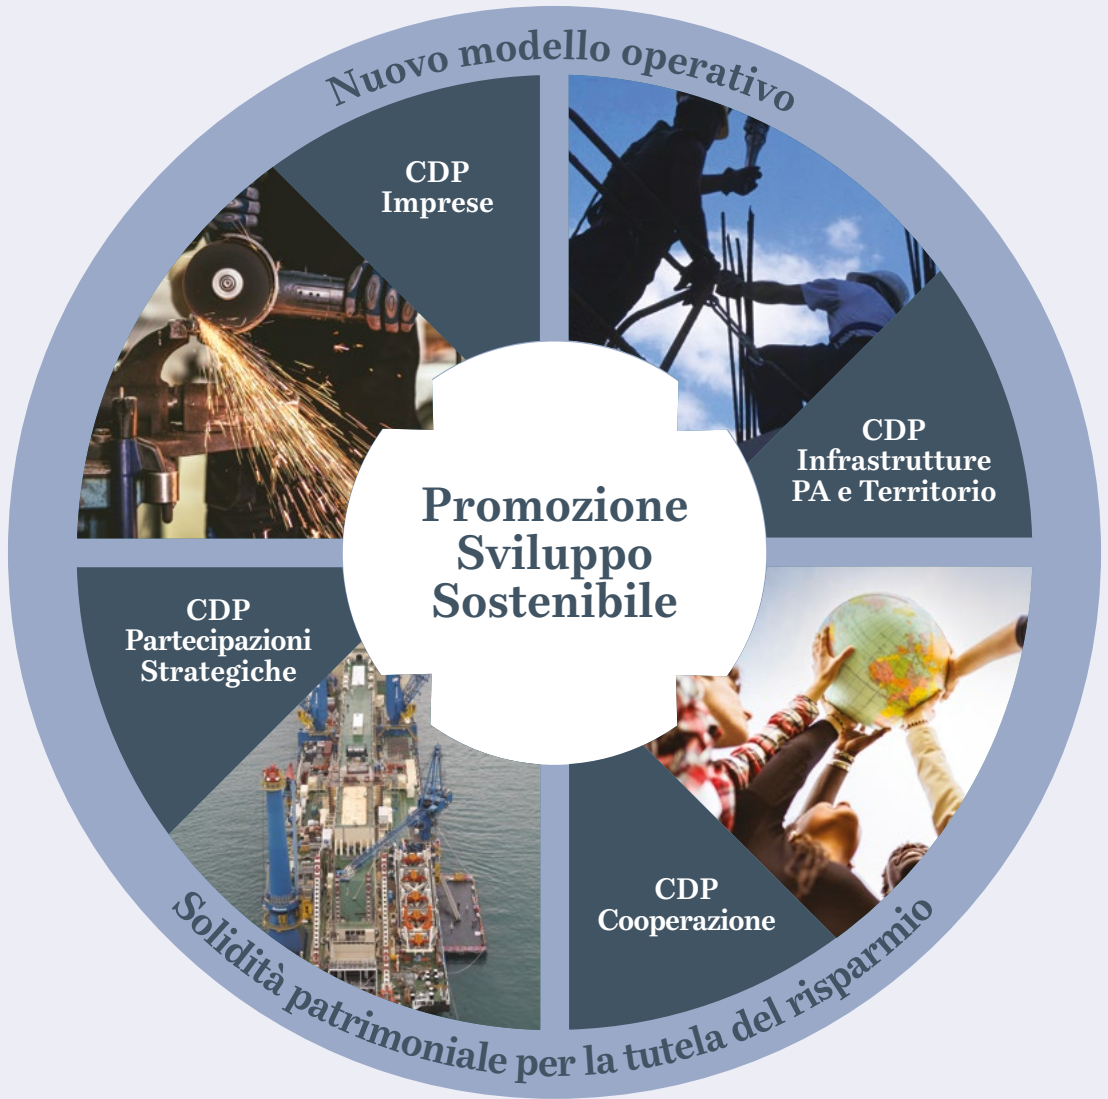 Nuovo modello operativo
CDP
Imprese
CDP
Infrastrutture
PA e Territorio
Promozione
Sviluppo
Sostenibile
CDP
Partecipazioni
Strategiche
CDP
Cooperazione
Solidità patrimoniale per la tutela del risparmio